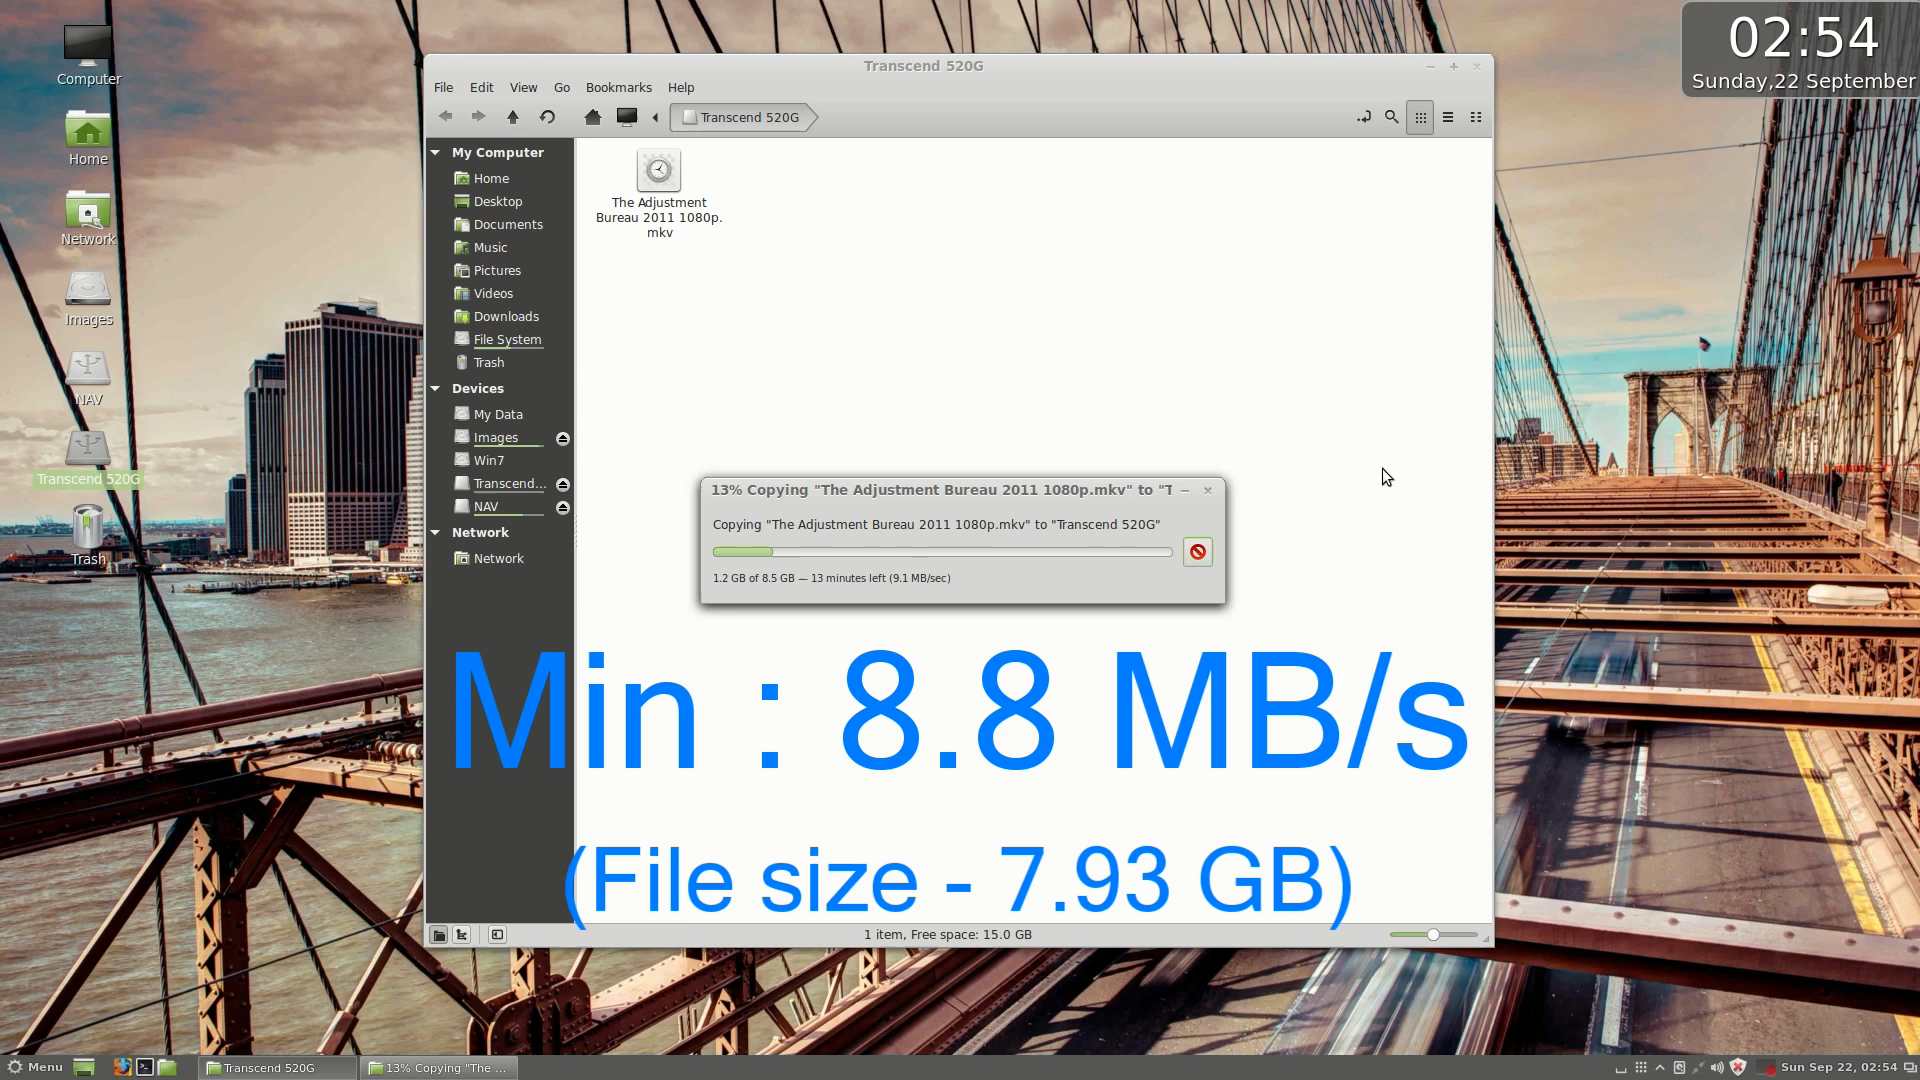 02:54
Sunday,22 September
Computer
Home
Network
Images
NAV
Transcend 520G
Trash
Transcend 520G
File Edit View Go Bookmarks Help
Transcend 520G
My Computer
Home
Desktop
Documents
Music
Pictures
Videos
Downloads
File System
Trash
Devices
My Data
Images
Win7
Transcend...
NAV
Network
Network
The Adjustment
Bureau 2011 1080p.
mkv
13% Copying "The Adjustment Bureau 2011 1080p.mkv" to "T
Copying "The Adjustment Bureau 2011 1080p.mkv" to "Transcend 520G"
1.2 GB of 8.5 GB — 13 minutes left (9.1 MB/sec)
Min : 8.8 MB/s
(File size - 7.93 GB)
1 item, Free space: 15.0 GB
Menu
Transcend 520G
13% Copying "The ...
Sun Sep 22, 02:54